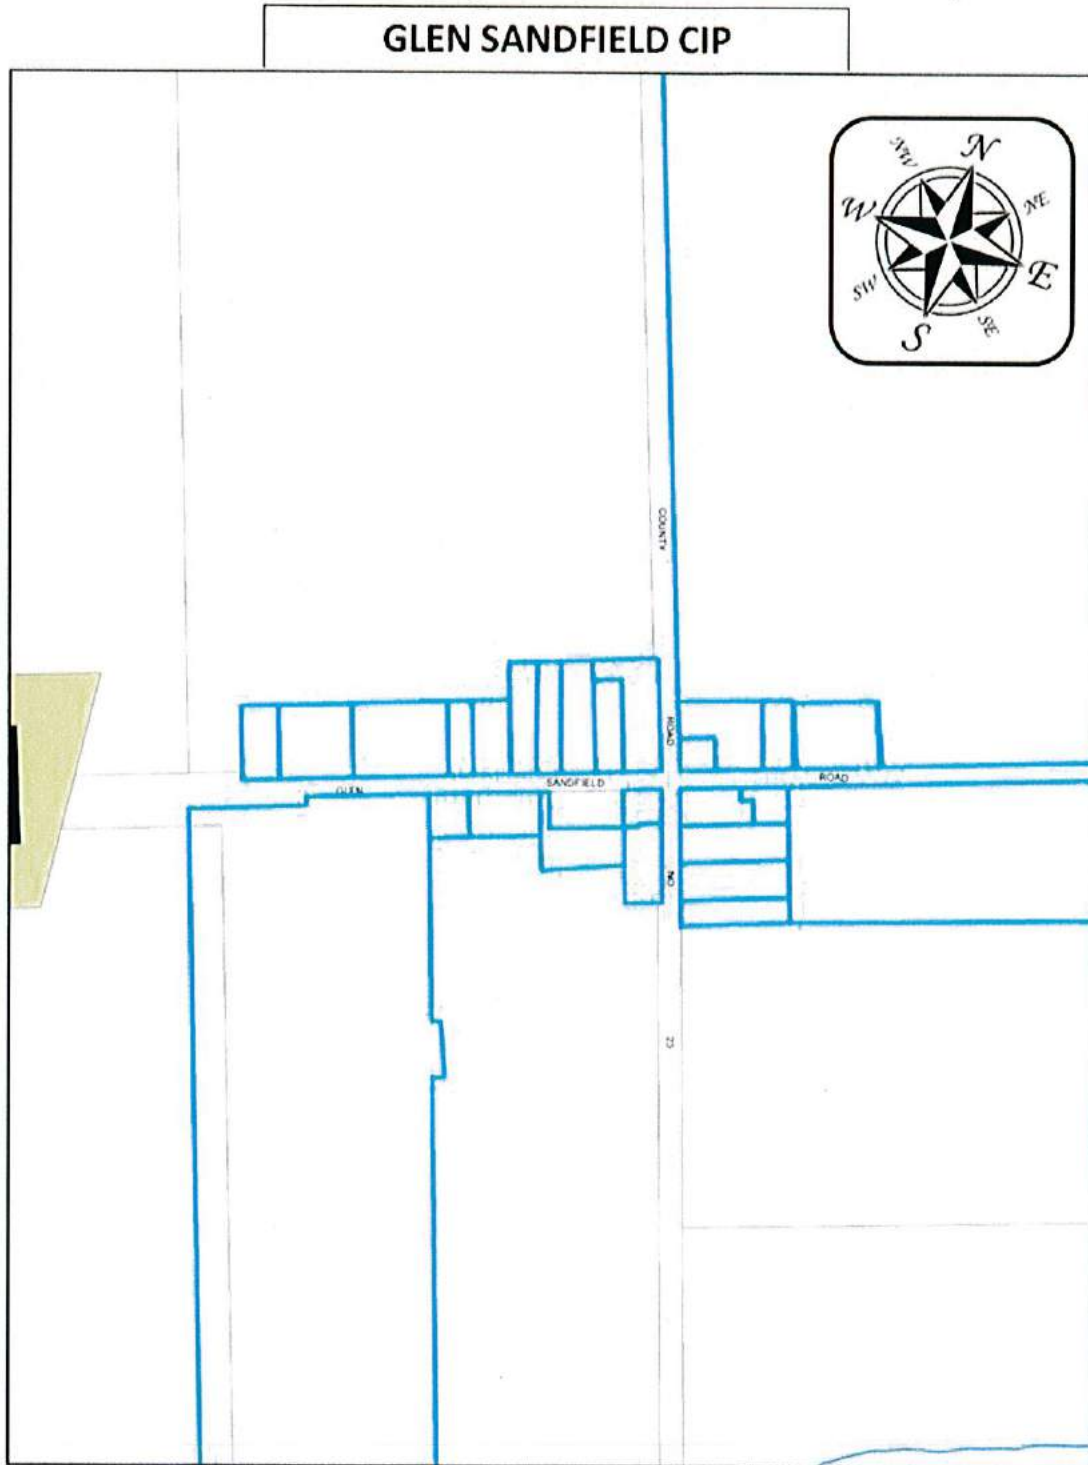 GLEN SANDFIELD CIP
NW
N
NE
W
E
SW
S
SE
COUNTY
ROAD
GLEN
SANDFIELD
ROAD
NO
23